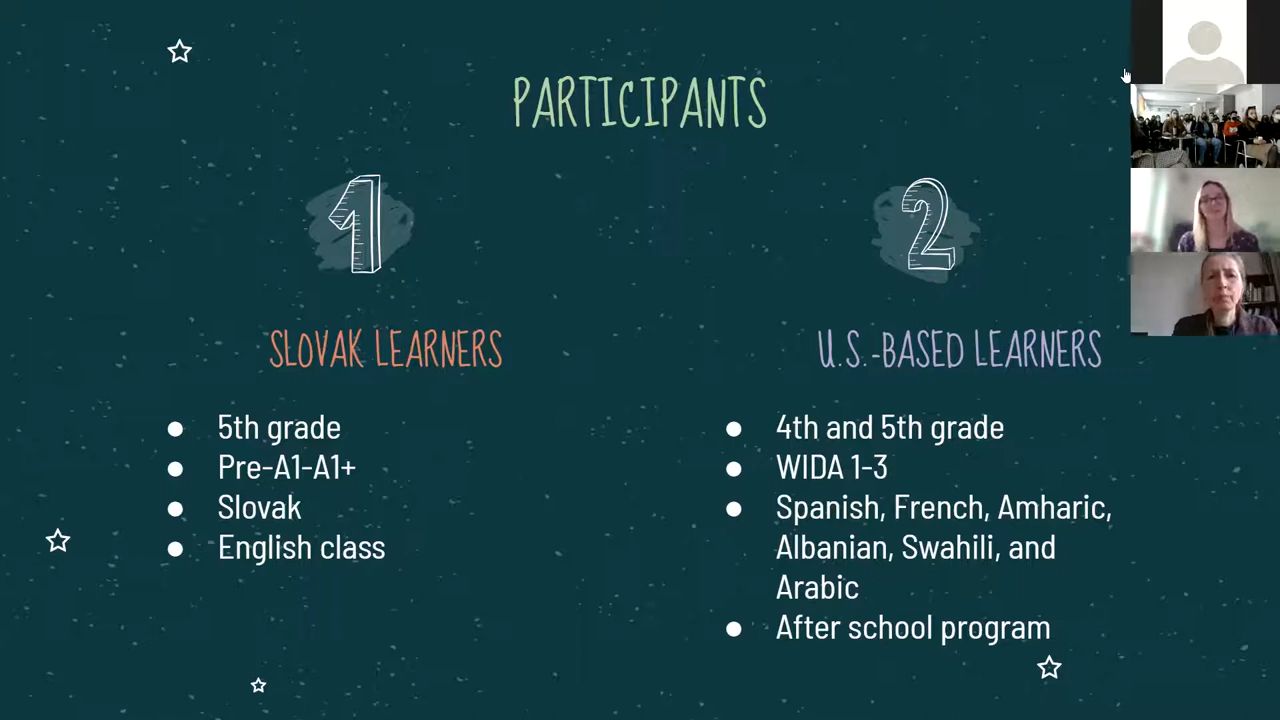 PARTICIPANTS
1
2
SLOVAK LEARNERS
U.S.-BASED LEARNERS
● 5th grade
● Pre-A1-A1+
● Slovak
● English class
● 4th and 5th grade
● WIDA 1-3
● Spanish, French, Amharic,
Albanian, Swahili, and
Arabic
● After school program